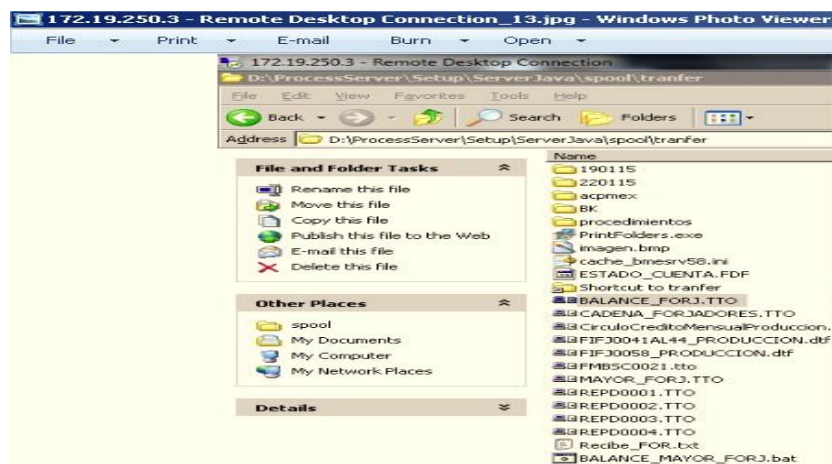 172.19.250.3 - Remote Desktop Connection_13.jpg - Windows Photo Viewer
File Print E-mail Burn Open
172.19.250.3 - Remote Desktop Connection
D:\ProcessServer\Setup\ServerJava\spool\tranfer
File Edit View Favorites Tools Help
Back Search Folders
Address D:\ProcessServer\Setup\ServerJava\spool\tranfer
File and Folder Tasks
Rename this file
Move this file
Copy this file
Publish this file to the Web
E-mail this file
Delete this file
Other Places
spool
My Documents
My Computer
My Network Places
Details
Name
190115
220115
acpmex
BK
procedimientos
PrintFolders.exe
imagen.bmp
cache_bmesrv58.ini
ESTADO_CUENTA.FDF
Shortcut to tranfer
BALANCE_FORJ.TTO
CADENA_FORJADORES.TTO
CirculoCreditoMensualProduccion.
FIFJ0041AL44_PRODUCCION.dtf
FIFJ0058_PRODUCCION.dtf
FMBSC0021.tto
MAYOR_FORJ.TTO
REPD0001.TTO
REPD0002.TTO
REPD0003.TTO
REPD0004.TTO
Recibe_FOR.txt
BALANCE_MAYOR_FORJ.bat